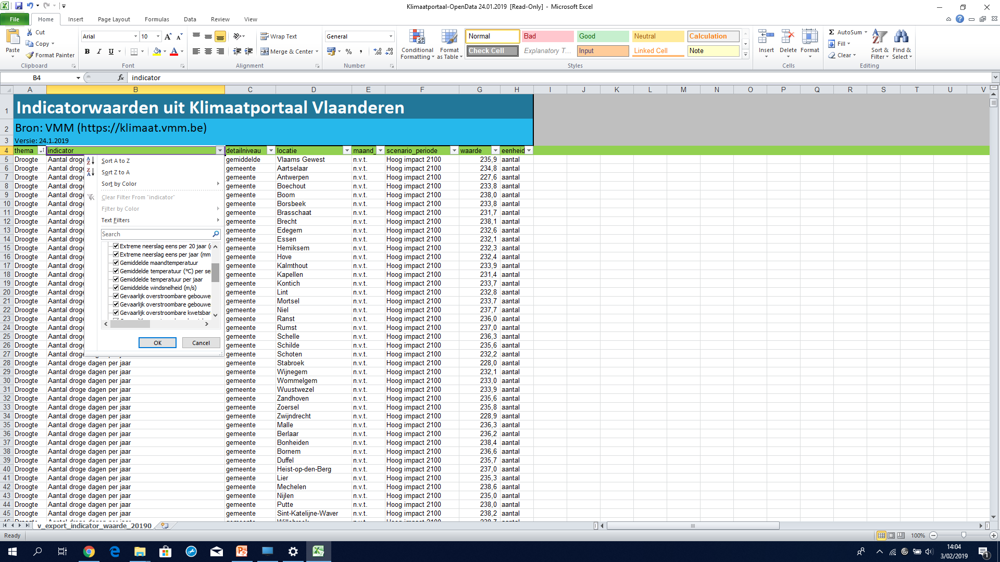 Klimaatportaal-OpenData 24.01.2019 [Read-Only] - Microsoft Excel
File Home Insert Page Layout Formulas Data Review View
Paste Cut Copy Format Painter Clipboard
Arial 10 B I U Font
Wrap Text Merge & Center Alignment
General % , Number
Conditional Formatting Format as Table
Normal Bad Good Neutral Calculation
Check Cell Explanatory T... Input Linked Cell Note
Styles
Insert Delete Format Cells
AutoSum Fill Clear Sort & Filter Find & Select Editing
B4 fx indicator
A B C D E F G H I J K L M N O P Q R S T U V
1 Indicatorwaarden uit Klimaatportaal Vlaanderen
2 Bron: VMM (https://klimaat.vmm.be)
3 Versie: 24.1.2019
4 thema indicator detailniveau locatie maand_ scenario_periode waarde eenheid
5 Droogte Aantal droge gemiddelde Vlaams Gewest n.v.t. Hoog impact 2100 235,9 aantal
6 Droogte Aantal droge gemeente Aartselaar n.v.t. Hoog impact 2100 234,8 aantal
7 Droogte Aantal droge gemeente Antwerpen n.v.t. Hoog impact 2100 227,6 aantal
8 Droogte Aantal droge gemeente Boechout n.v.t. Hoog impact 2100 233,8 aantal
9 Droogte Aantal droge gemeente Boom n.v.t. Hoog impact 2100 238,0 aantal
10 Droogte Aantal droge gemeente Borsbeek n.v.t. Hoog impact 2100 233,8 aantal
11 Droogte Aantal droge gemeente Brasschaat n.v.t. Hoog impact 2100 231,7 aantal
12 Droogte Aantal droge gemeente Brecht n.v.t. Hoog impact 2100 238,1 aantal
13 Droogte Aantal droge gemeente Edegem n.v.t. Hoog impact 2100 232,6 aantal
14 Droogte Aantal droge gemeente Essen n.v.t. Hoog impact 2100 232,1 aantal
15 Droogte Aantal droge gemeente Hemiksem n.v.t. Hoog impact 2100 232,3 aantal
16 Droogte Aantal droge gemeente Hove n.v.t. Hoog impact 2100 232,4 aantal
17 Droogte Aantal droge gemeente Kalmthout n.v.t. Hoog impact 2100 233,9 aantal
18 Droogte Aantal droge gemeente Kapellen n.v.t. Hoog impact 2100 231,4 aantal
19 Droogte Aantal droge gemeente Kontich n.v.t. Hoog impact 2100 233,7 aantal
20 Droogte Aantal droge gemeente Lint n.v.t. Hoog impact 2100 232,8 aantal
21 Droogte Aantal droge gemeente Mortsel n.v.t. Hoog impact 2100 233,7 aantal
22 Droogte Aantal droge gemeente Niel n.v.t. Hoog impact 2100 237,7 aantal
23 Droogte Aantal droge gemeente Ranst n.v.t. Hoog impact 2100 236,0 aantal
24 Droogte Aantal droge gemeente Rumst n.v.t. Hoog impact 2100 237,0 aantal
25 Droogte Aantal droge gemeente Schelle n.v.t. Hoog impact 2100 236,3 aantal
26 Droogte Aantal droge gemeente Schilde n.v.t. Hoog impact 2100 235,6 aantal
27 Droogte Aantal droge dagen per jaar gemeente Schoten n.v.t. Hoog impact 2100 232,2 aantal
28 Droogte Aantal droge dagen per jaar gemeente Stabroek n.v.t. Hoog impact 2100 228,0 aantal
29 Droogte Aantal droge dagen per jaar gemeente Wijnegem n.v.t. Hoog impact 2100 232,1 aantal
30 Droogte Aantal droge dagen per jaar gemeente Wommelgem n.v.t. Hoog impact 2100 233,0 aantal
31 Droogte Aantal droge dagen per jaar gemeente Wuustwezel n.v.t. Hoog impact 2100 233,9 aantal
32 Droogte Aantal droge dagen per jaar gemeente Zandhoven n.v.t. Hoog impact 2100 235,6 aantal
33 Droogte Aantal droge dagen per jaar gemeente Zoersel n.v.t. Hoog impact 2100 235,8 aantal
34 Droogte Aantal droge dagen per jaar gemeente Zwijndrecht n.v.t. Hoog impact 2100 228,9 aantal
35 Droogte Aantal droge dagen per jaar gemeente Malle n.v.t. Hoog impact 2100 236,3 aantal
36 Droogte Aantal droge dagen per jaar gemeente Berlaar n.v.t. Hoog impact 2100 236,2 aantal
37 Droogte Aantal droge dagen per jaar gemeente Bonheiden n.v.t. Hoog impact 2100 238,4 aantal
38 Droogte Aantal droge dagen per jaar gemeente Bornem n.v.t. Hoog impact 2100 236,6 aantal
39 Droogte Aantal droge dagen per jaar gemeente Duffel n.v.t. Hoog impact 2100 235,7 aantal
40 Droogte Aantal droge dagen per jaar gemeente Heist-op-den-Berg n.v.t. Hoog impact 2100 237,0 aantal
41 Droogte Aantal droge dagen per jaar gemeente Lier n.v.t. Hoog impact 2100 235,3 aantal
42 Droogte Aantal droge dagen per jaar gemeente Mechelen n.v.t. Hoog impact 2100 238,6 aantal
43 Droogte Aantal droge dagen per jaar gemeente Nijlen n.v.t. Hoog impact 2100 235,0 aantal
44 Droogte Aantal droge dagen per jaar gemeente Putte n.v.t. Hoog impact 2100 238,0 aantal
45 Droogte Aantal droge dagen per jaar gemeente Sint-Katelijne-Waver n.v.t. Hoog impact 2100 238,2 aantal
Sort A to Z
Sort Z to A
Sort by Color
Clear Filter From "indicator"
Filter by Color
Text Filters
Search
Extreme neerslag eens per 20 jaar (
Extreme neerslag eens per jaar (mm
Gemiddelde maandtemperatuur
Gemiddelde temperatuur (°C) per se
Gemiddelde temperatuur per jaar
Gemiddelde windsnelheid (m/s)
Gevaarlijk overstroombare gebouwe
Gevaarlijk overstroombare gebouwe
Gevaarlijk overstroombare kwetsbar
OK Cancel
v_export_indicator_waarde_20190
Ready 100%
14:04
3/02/2019
1